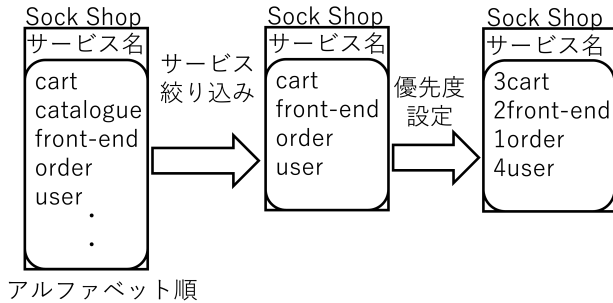 Sock Shop
サービス名
cart
catalogue
front-end
order
user
・
・
アルファベット順
サービス
絞り込み
Sock Shop
サービス名
cart
front-end
order
user
優先度
設定
Sock Shop
サービス名
3cart
2front-end
1order
4user